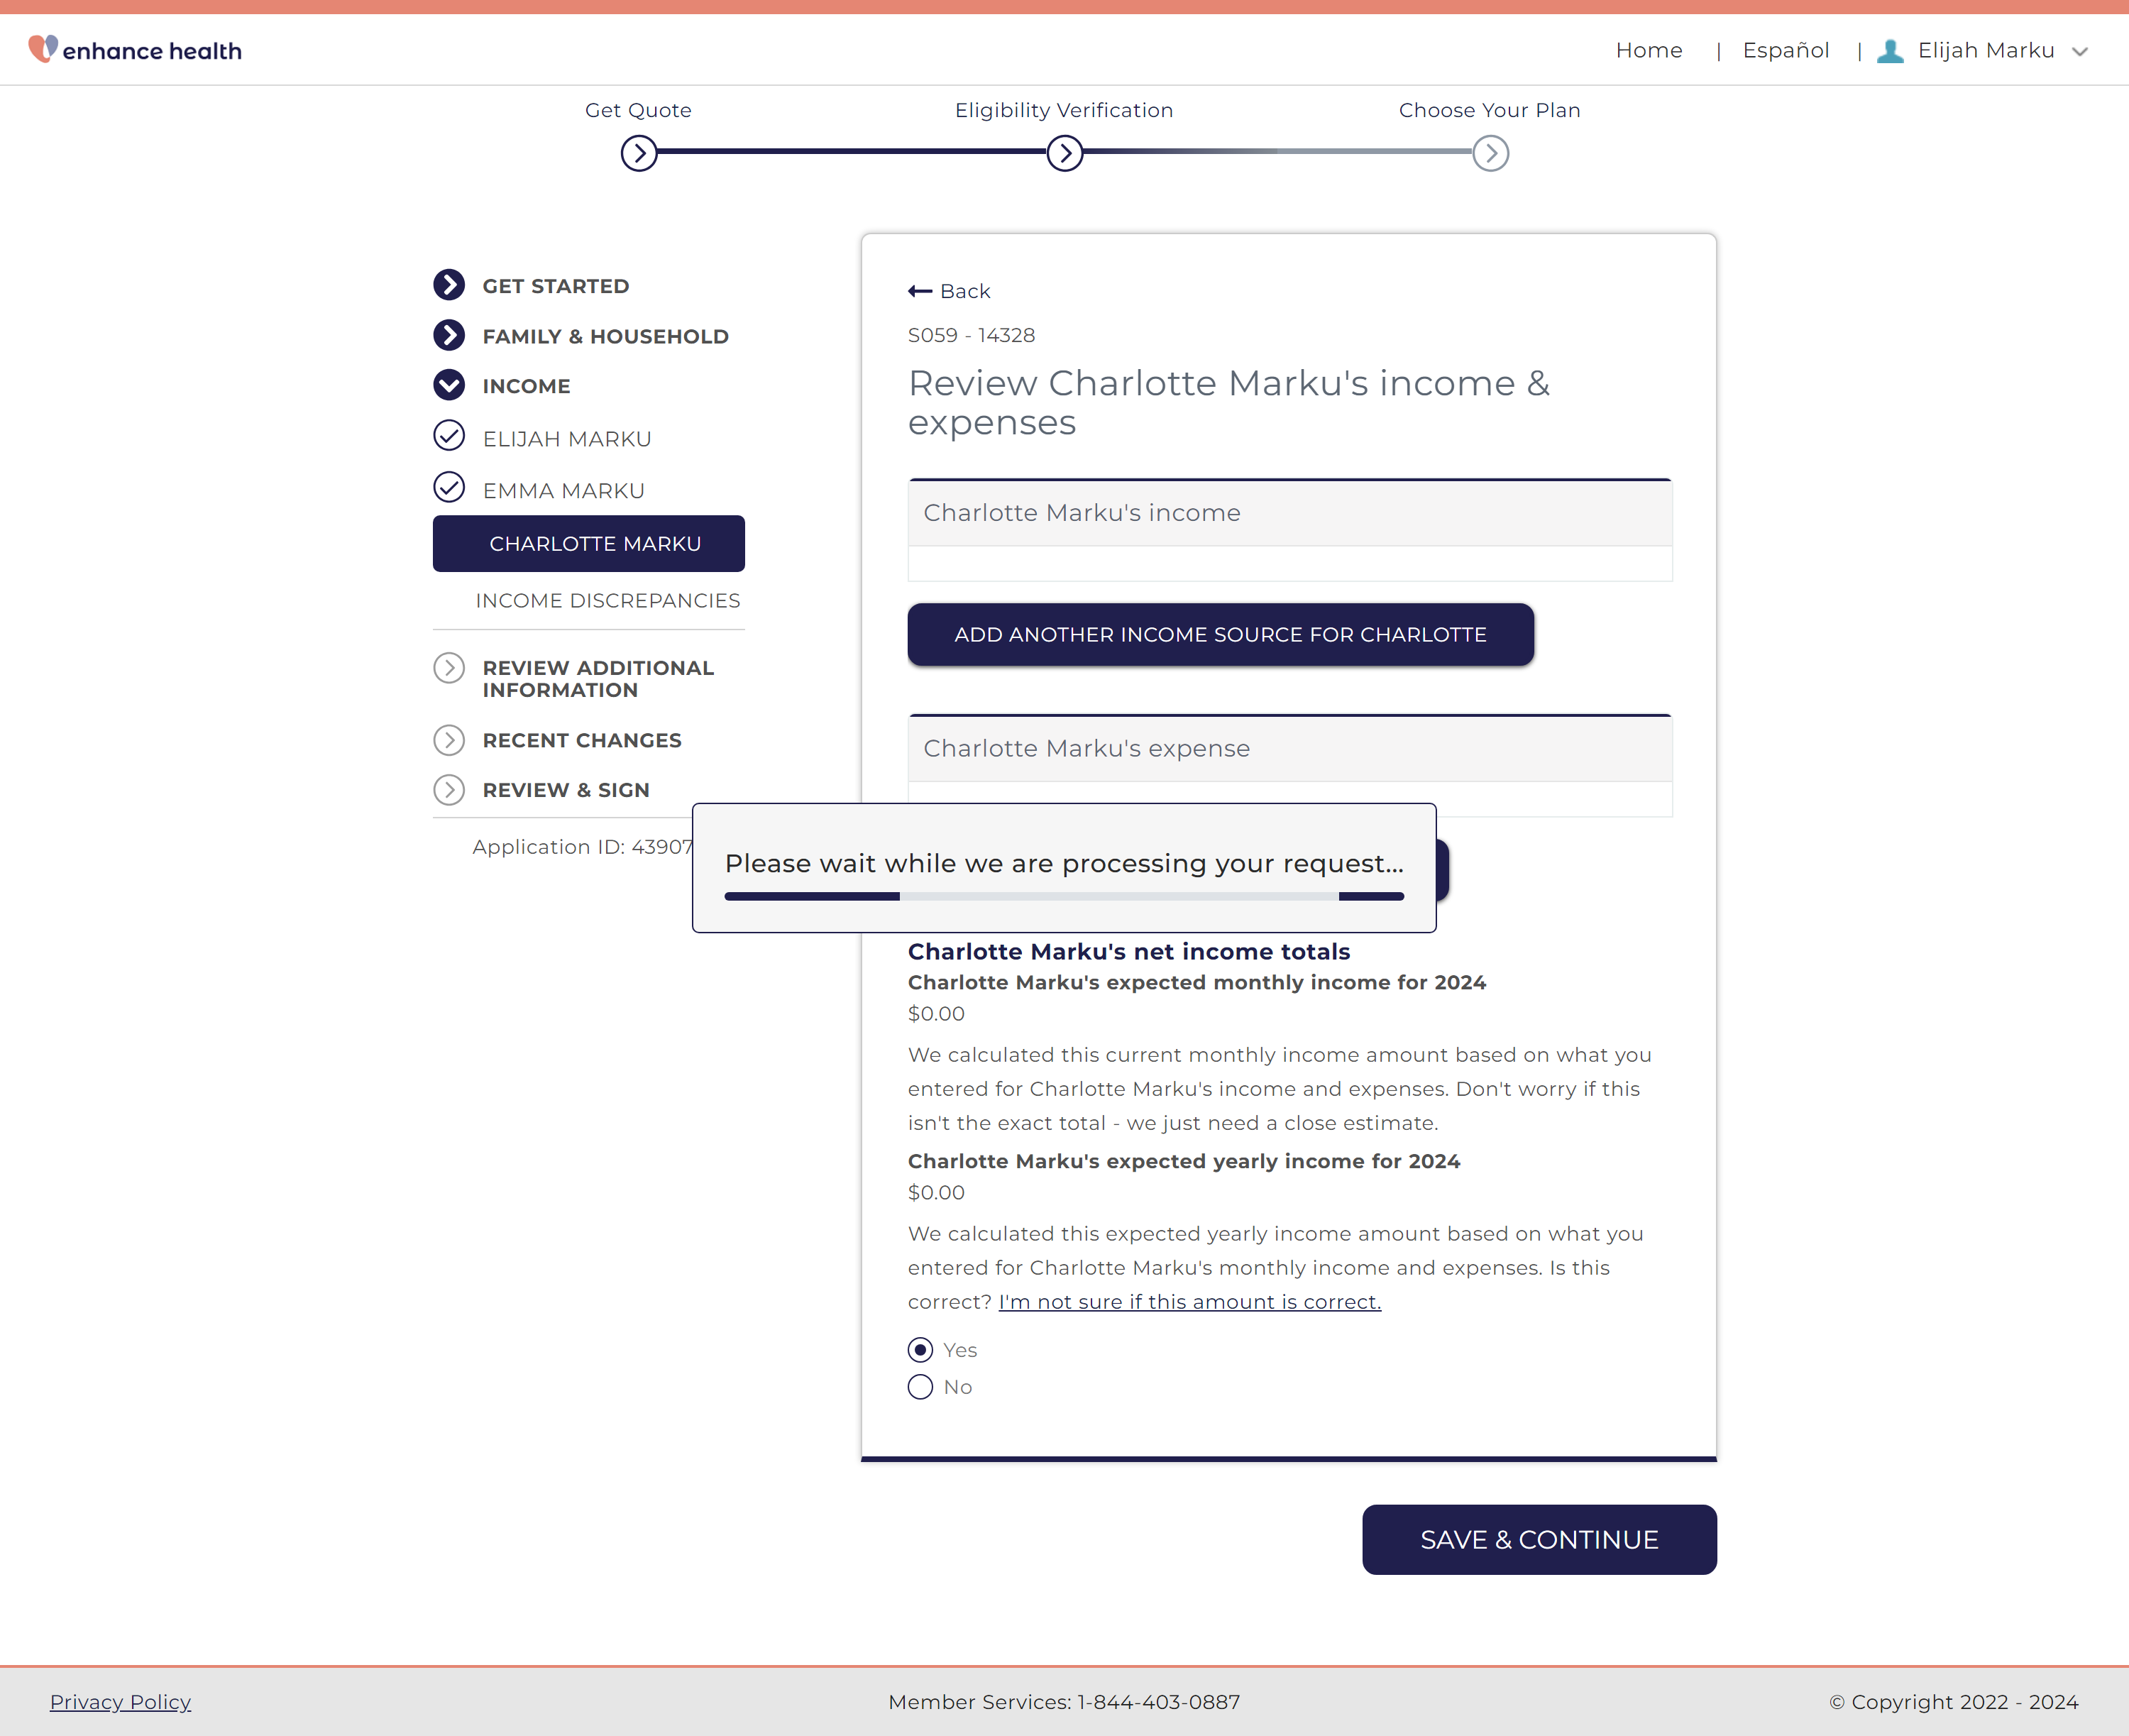 enhance health
Home | Español | Elijah Marku
Get Quote
Eligibility Verification
Choose Your Plan
GET STARTED
FAMILY & HOUSEHOLD
INCOME
ELIJAH MARKU
EMMA MARKU
CHARLOTTE MARKU
INCOME DISCREPANCIES
REVIEW ADDITIONAL
INFORMATION
RECENT CHANGES
REVIEW & SIGN
Application ID: 43907
Back
S059 - 14328
Review Charlotte Marku's income &
expenses
Charlotte Marku's income
ADD ANOTHER INCOME SOURCE FOR CHARLOTTE
Charlotte Marku's expense
Please wait while we are processing your request...
Charlotte Marku's net income totals
Charlotte Marku's expected monthly income for 2024
$0.00
We calculated this current monthly income amount based on what you
entered for Charlotte Marku's income and expenses. Don't worry if this
isn't the exact total - we just need a close estimate.
Charlotte Marku's expected yearly income for 2024
$0.00
We calculated this expected yearly income amount based on what you
entered for Charlotte Marku's monthly income and expenses. Is this
correct? I'm not sure if this amount is correct.
Yes
No
SAVE & CONTINUE
Privacy Policy
Member Services: 1-844-403-0887
© Copyright 2022 - 2024